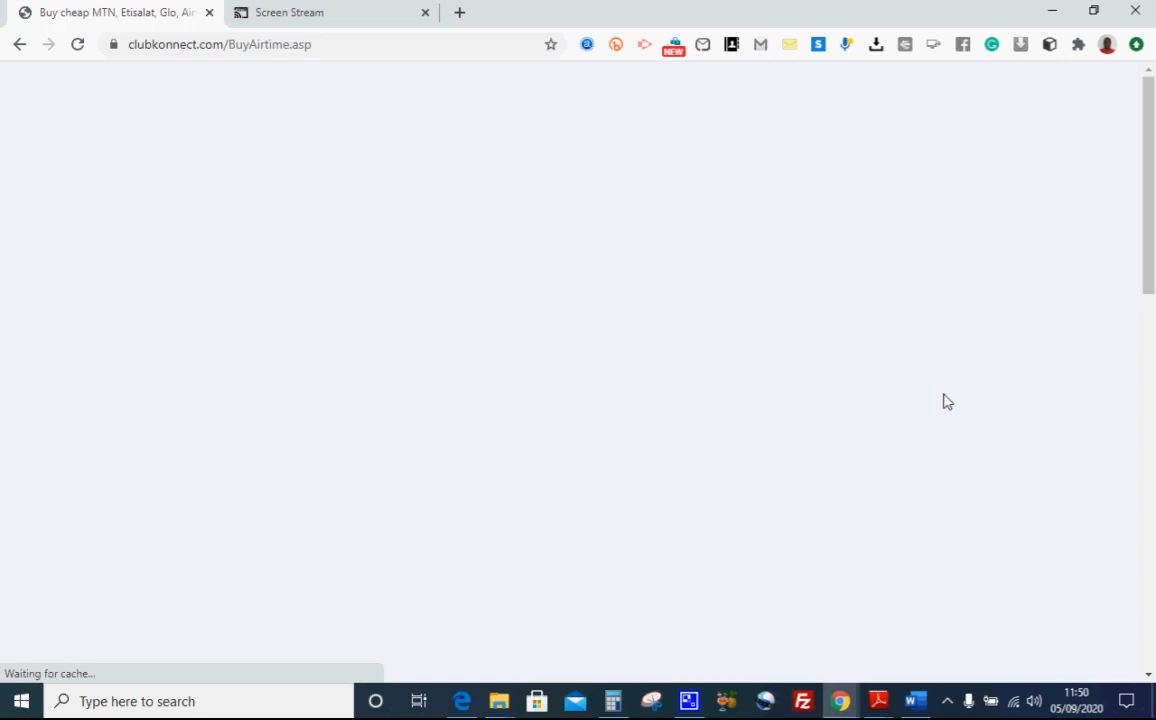 Buy cheap MTN, Etisalat, Glo, Air
Screen Stream
clubkonnect.com/BuyAirtime.asp
NEW
Waiting for cache...
Type here to search
11:50
05/09/2020